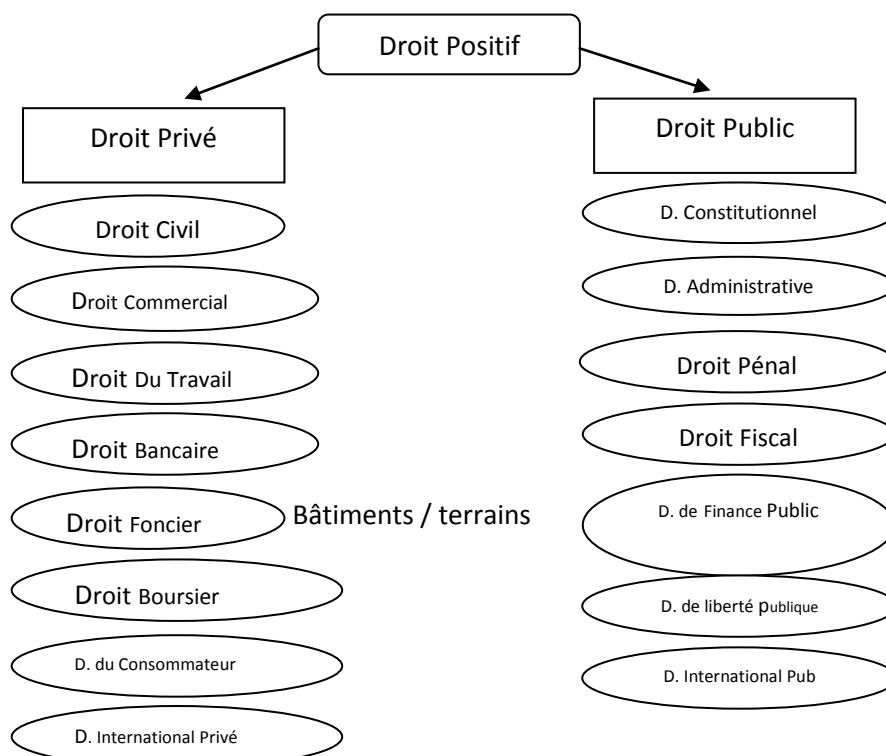 Droit Positif
Droit Privé
Droit Civil
Droit Commercial
Droit Du Travail
Droit Bancaire
Droit Foncier
Bâtiments / terrains
Droit Boursier
D. du Consommateur
D. International Privé
Droit Public
D. Constitutionnel
D. Administrative
Droit Pénal
Droit Fiscal
D. de Finance Public
D. de liberté publique
D. International Pub